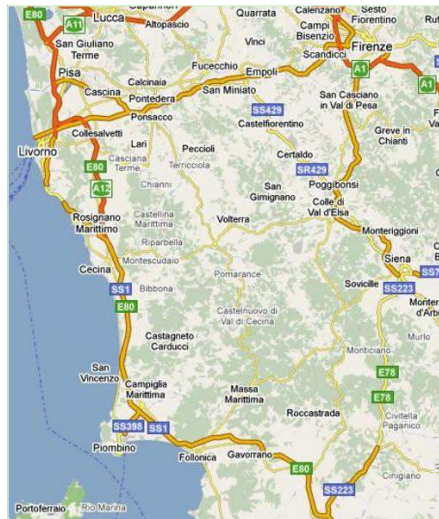 E80
A11
Lucca
Altopascio
Quarrata
Calenzano
Sesto
Fiorentino
Campi
Bisenzio
San Giuliano
Terme
Vinci
Firenze
Scandicci
Pisa
Fucecchio
Empoli
A1
Calcinaia
Cascina
Pontedera
San Miniato
San Casciano
in Val di Pesa
A1
Ponsacco
SS429
Castelfiorentino
Collesalvetti
Greve in
Chianti
Livorno
Lari
Peccioli
E80
Casciana
Terme
Terricciola
Certaldo
SR429
A12
Chianni
San
Gimignano
Poggibonsi
Colle di
Val d'Elsa
Rosignano
Marittimo
Castellina
Marittima
Volterra
Monteriggioni
Riparbella
Siena
Cecina
Montescudaio
Pomarance
SS1
Bibbona
Sovicille
SS223
E80
Castelnuovo di
Val di Cecina
Monter
d'Arb
Castagneto
Carducci
Murlo
Monticiano
San
Vincenzo
E78
Campiglia
Marittima
Massa
Marittima
E78
Roccastrada
Civitella
Paganico
SS398
SS1
Piombino
Follonica
Gavorrano
E80
Cinigiano
SS223
Portoferraio
Rio Marina